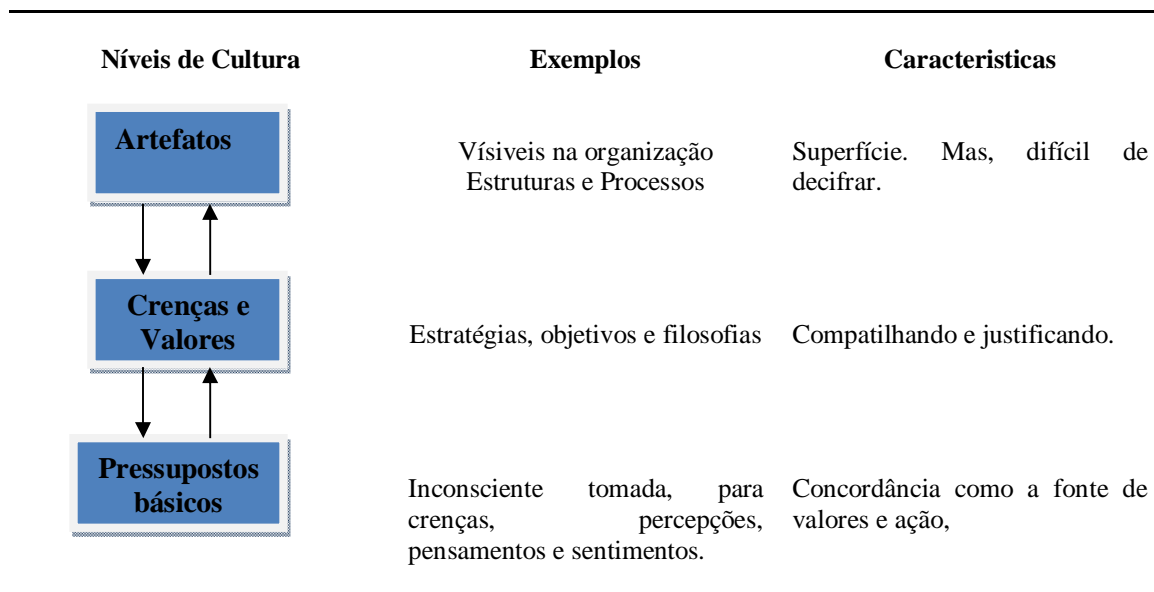 Níveis de Cultura
Exemplos
Caracteristicas
Artefatos
Vísiveis na organização
Estruturas e Processos
Superfície. Mas, difícil de
decifrar.
Crenças e
Valores
Estratégias, objetivos e filosofias
Compatilhando e justificando.
Pressupostos
básicos
Inconsciente tomada, para
crenças, percepções,
pensamentos e sentimentos.
Concordância como a fonte de
valores e ação,